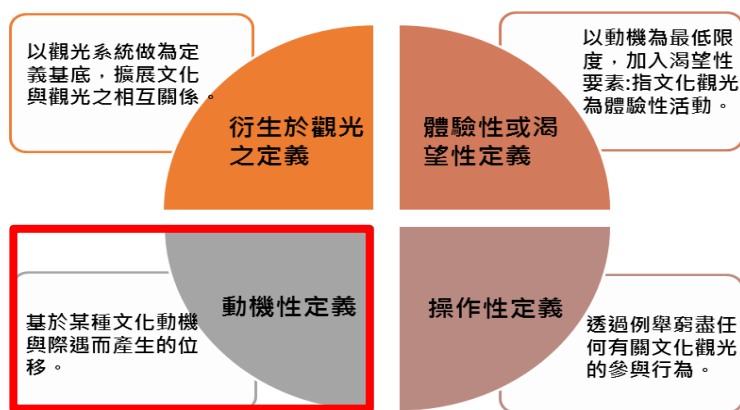 以觀光系統做為定
義基底，擴展文化
與觀光之相互關係。
衍生於觀光
之定義
體驗性或渴
望性定義
以動機為最低限
度，加入渴望性
要素:指文化觀光
為體驗性活動。
基於某種文化動機
與際遇而產生的位
移。
動機性定義
操作性定義
透過例舉窮盡任
何有關文化觀光
的參與行為。